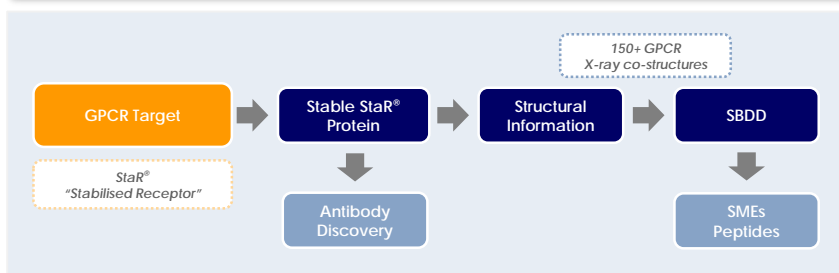 150+ GPCR
X-ray co-structures
GPCR Target
Stable StaR®
Protein
Structural
Information
SBDD
StaR®
"Stabilised Receptor"
Antibody
Discovery
SMEs
Peptides